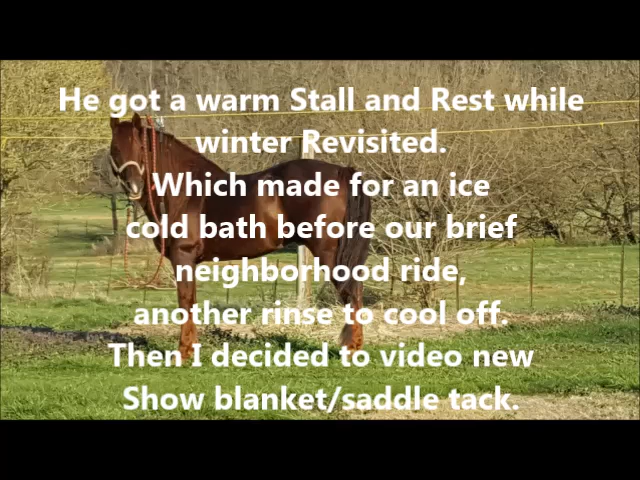 He got a warm Stall and Rest while
winter Revisited.
Which made for an ice
cold bath before our brief
neighborhood ride,
another rinse to cool off.
Then I decided to video new
Show blanket/saddle tack.